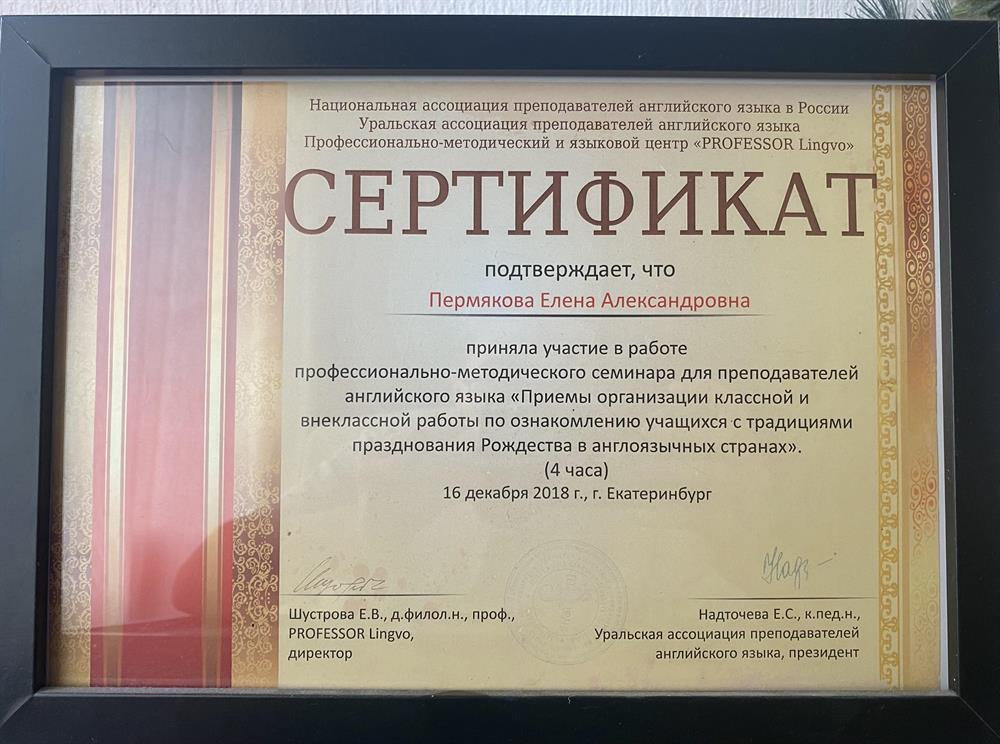 Национальная ассоциация преподавателей английского языка в России
Уральская ассоциация преподавателей английского языка
Профессионально-методический и языковой центр «PROFESSOR Lingvo»
СЕРТИФИКАТ
подтверждает, что
Пермякова Елена Александровна
приняла участие в работе
профессионально-методического семинара для преподавателей
английского языка «Приемы организации классной и
внеклассной работы по ознакомлению учащихся с традициями
празднования Рождества в англоязычных странах».
(4 часа)
16 декабря 2018 г., г. Екатеринбург
Шустрова Е.В., д.филол.н., проф.,
PROFESSOR Lingvo,
директор
Надточева Е.С., к.пед.н.,
Уральская ассоциация преподавателей
английского языка, президент